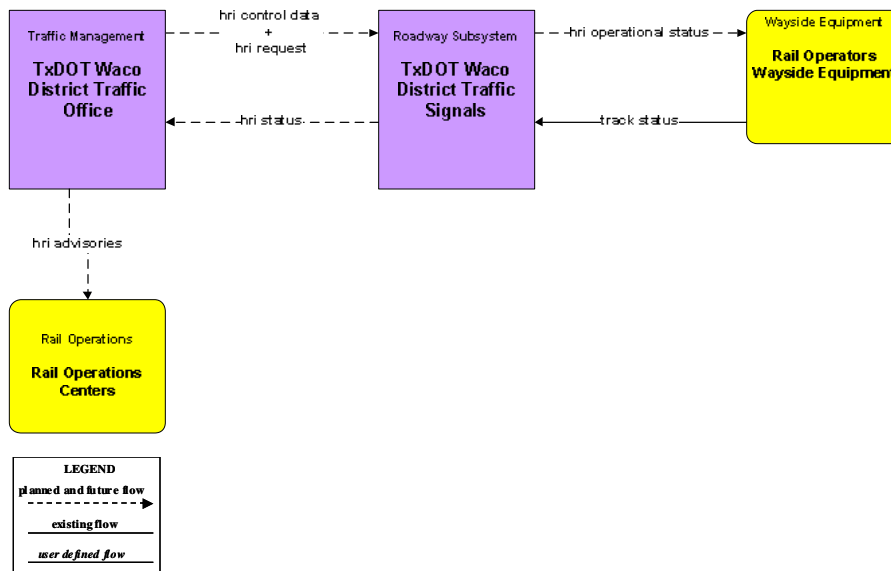 Traffic Management
TxDOT Waco
District Traffic
Office
hri control data
+
hri request
Roadway Subsystem
TxDOT Waco
District Traffic
Signals
hri operational status
Wayside Equipment
Rail Operators
Wayside Equipment
hri status
track status
hri advisories
Rail Operations
Rail Operations
Centers
LEGEND
planned and future flow
existing flow
user defined flow